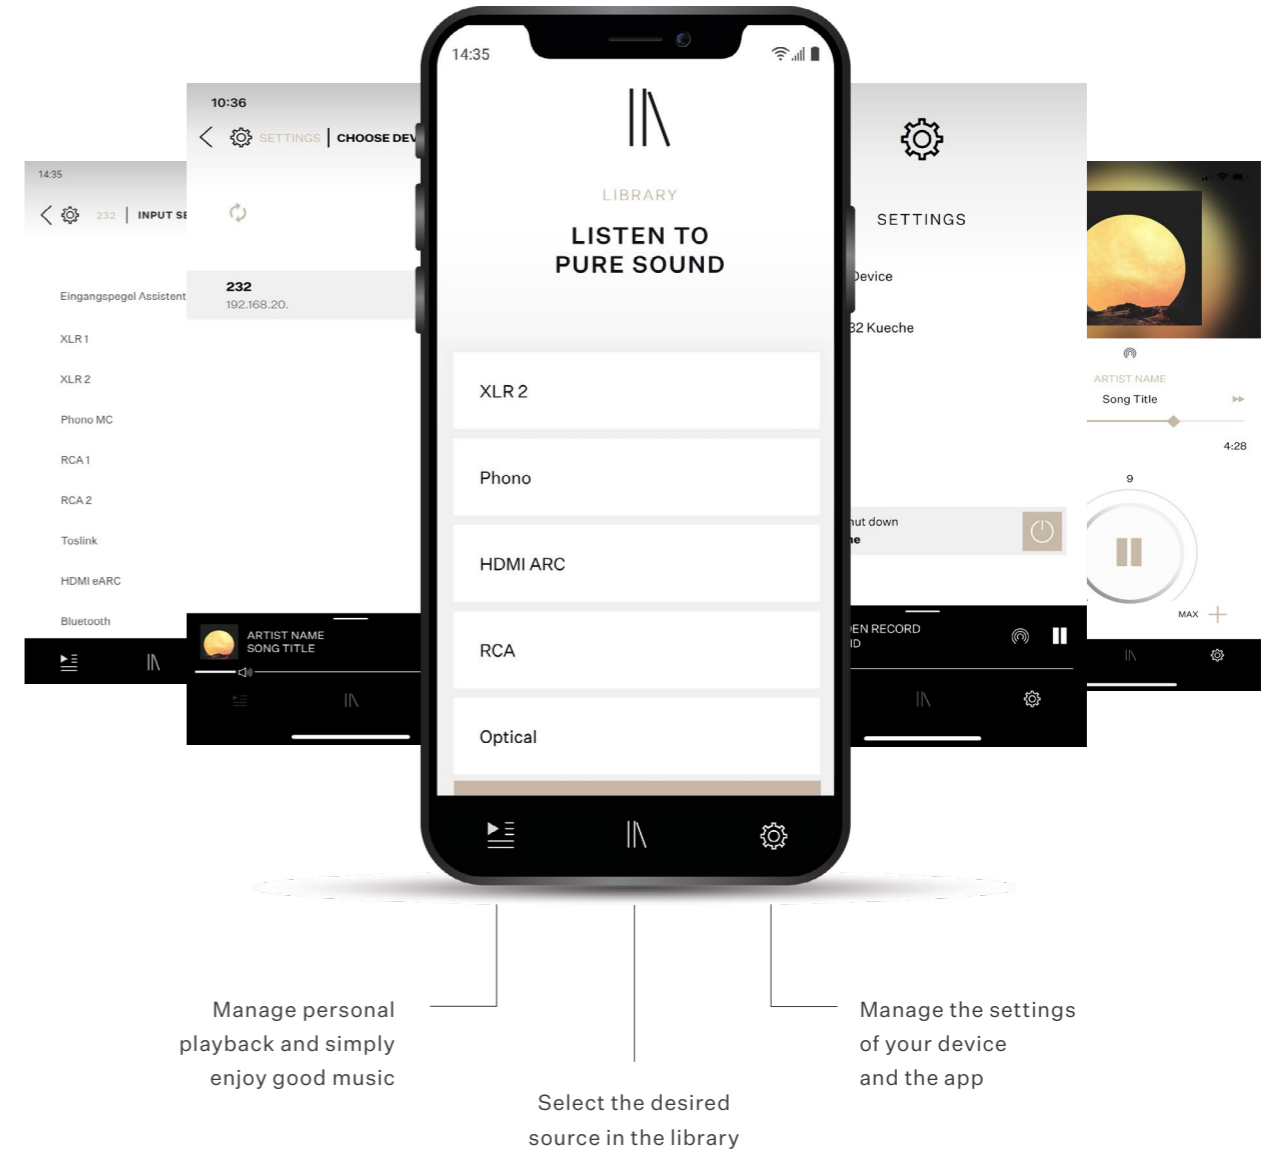 14:35
232 INPUT SE
Eingangspegel Assistent
XLR 1
XLR 2
Phono MC
RCA 1
RCA 2
Toslink
HDMI eARC
Bluetooth
10:36
SETTINGS CHOOSE DEV
232
192.168.20.
ARTIST NAME
SONG TITLE
14:35
LIBRARY
LISTEN TO
PURE SOUND
XLR 2
Phono
HDMI ARC
RCA
Optical
SETTINGS
Device
32 Kueche
hut down
ne
EN RECORD
ID
ARTIST NAME
Song Title
4:28
9
MAX
Manage personal
playback and simply
enjoy good music
Select the desired
source in the library
Manage the settings
of your device
and the app